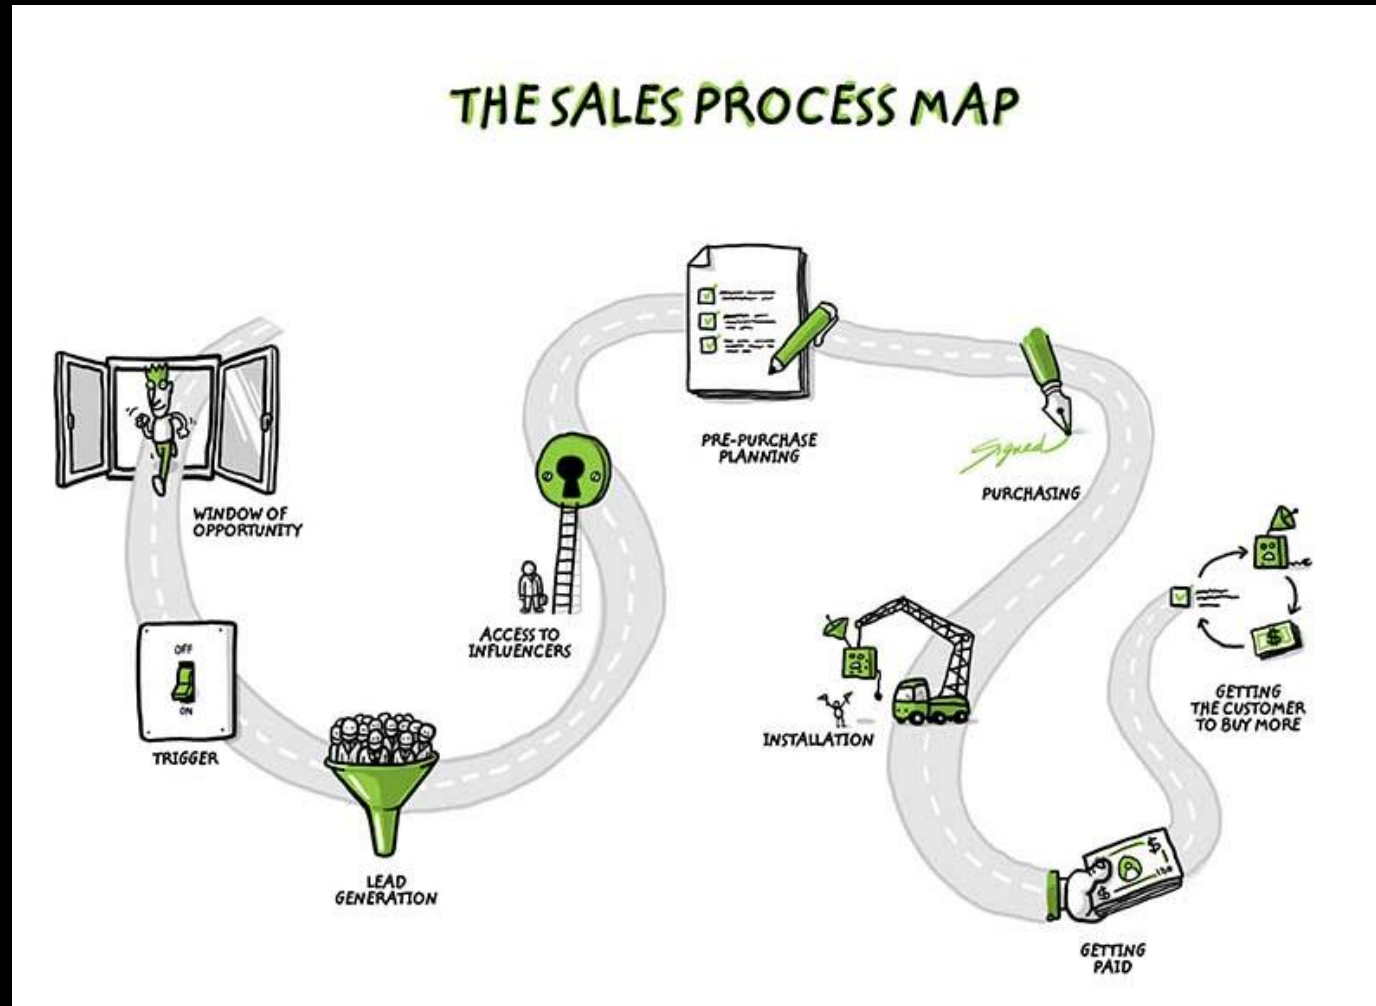 THE SALES PROCESS MAP
WINDOW OF
OPPORTUNITY
OFF
ON
TRIGGER
LEAD
GENERATION
ACCESS TO
INFLUENCERS
PRE-PURCHASE
PLANNING
Signed
PURCHASING
INSTALLATION
$
$
100
GETTING
PAID
$
GETTING
THE CUSTOMER
TO BUY MORE